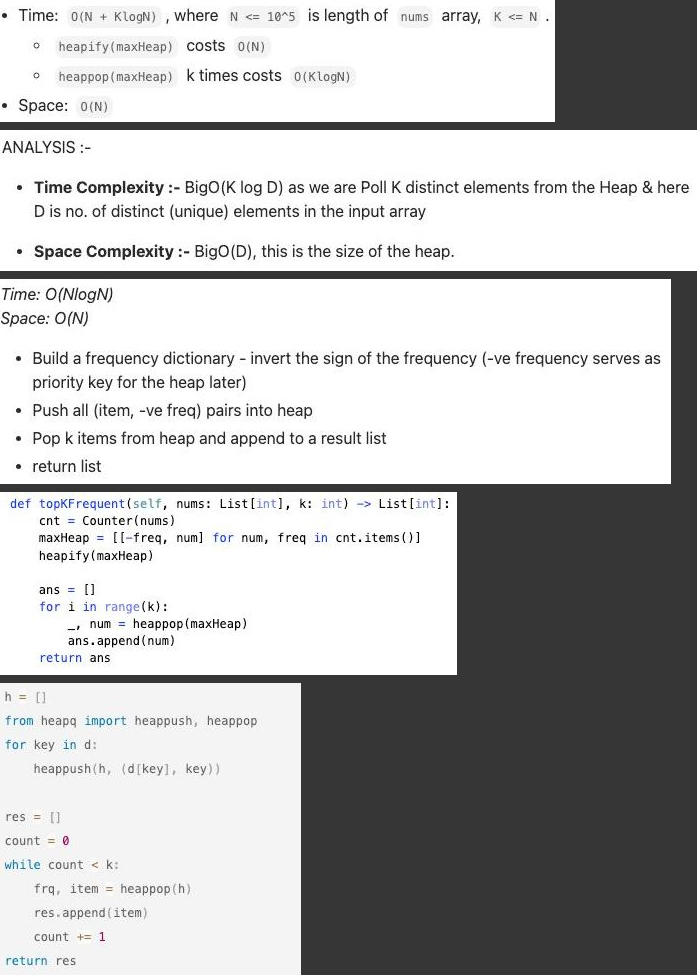 • Time: O(N + KlogN) , where N <= 10^5 is length of nums array, K <= N .
○ heapify(maxHeap) costs O(N)
○ heappop(maxHeap) k times costs O(KlogN)
• Space: O(N)
ANALYSIS :-
• Time Complexity :- BigO(K log D) as we are Poll K distinct elements from the Heap & here
D is no. of distinct (unique) elements in the input array
• Space Complexity :- BigO(D), this is the size of the heap.
Time: O(NlogN)
Space: O(N)
• Build a frequency dictionary - invert the sign of the frequency (-ve frequency serves as
priority key for the heap later)
• Push all (item, -ve freq) pairs into heap
• Pop k items from heap and append to a result list
• return list
def topKFrequent(self, nums: List[int], k: int) -> List[int]:
    cnt = Counter(nums)
    maxHeap = [[-freq, num] for num, freq in cnt.items()]
    heapify(maxHeap)
    ans = []
    for i in range(k):
        _, num = heappop(maxHeap)
        ans.append(num)
    return ans
h = []
from heapq import heappush, heappop
for key in d:
    heappush(h, (d[key], key))
res = []
count = 0
while count < k:
    frq, item = heappop(h)
    res.append(item)
    count += 1
return res